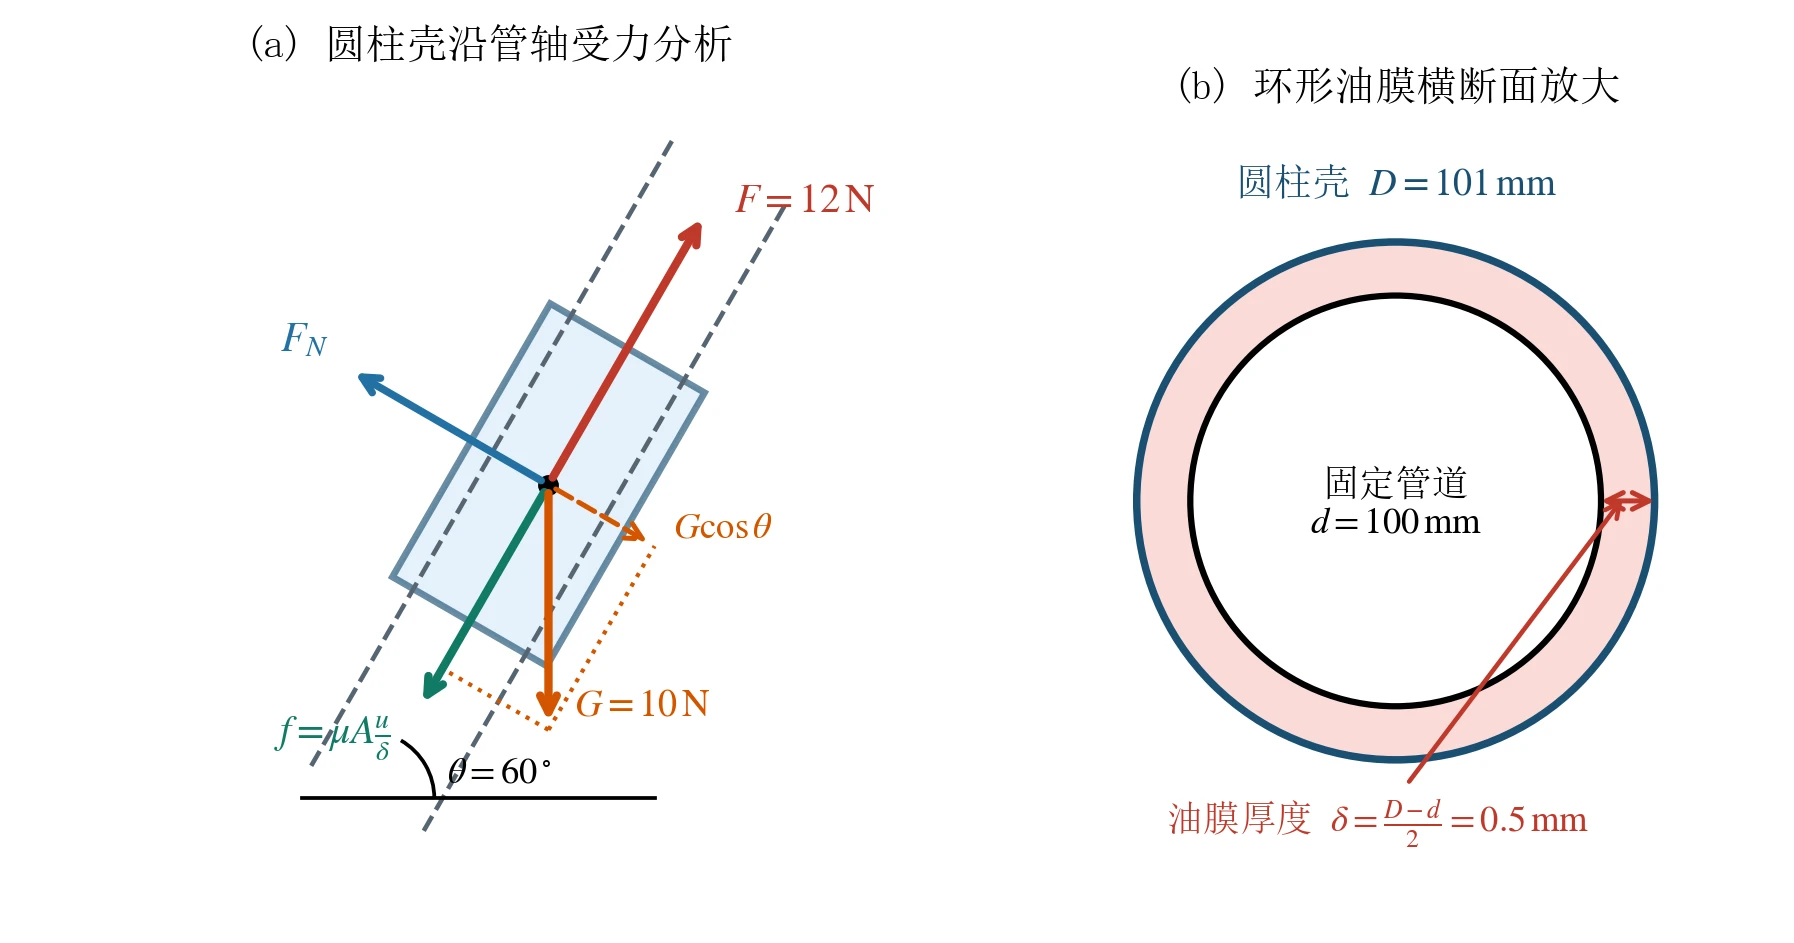 (a) 圆柱壳沿管轴受力分析
F = 12 N
F_N
G cos θ
G = 10 N
f = μA u/δ
θ = 60°
(b) 环形油膜横断面放大
圆柱壳 D = 101 mm
固定管道
d = 100 mm
油膜厚度 δ = (D−d)/2 = 0.5 mm